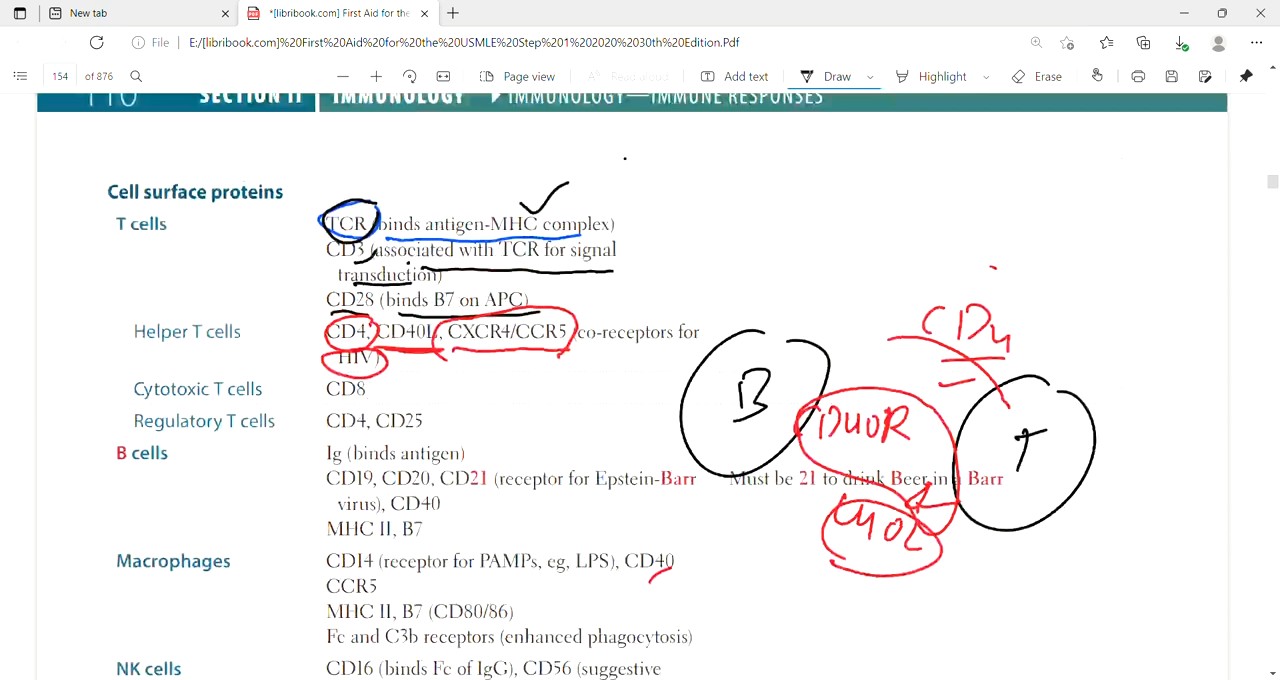 New tab
*[libribook.com] First Aid for the
File E:/[libribook.com]%20First%20Aid%20for%20the%20USMLE%20Step%201%202020%2030th%20Edition.Pdf
154 of 876 Page view Read aloud Add text Draw Highlight Erase
110 SECTION II IMMUNOLOGY IMMUNOLOGY—IMMUNE RESPONSES
Cell surface proteins
T cells TCR (binds antigen-MHC complex)
CD3 (associated with TCR for signal
transduction)
CD28 (binds B7 on APC)
Helper T cells CD4, CD40L, CXCR4/CCR5 (co-receptors for
HIV)
CD4
Cytotoxic T cells CD8
B
T
Regulatory T cells CD4, CD25
B cells Ig (binds antigen)
CD19, CD20, CD21 (receptor for Epstein-Barr Must be 21 to drink Beer in a Barr
virus), CD40
MHC II, B7
Macrophages CD14 (receptor for PAMPs, eg, LPS), CD40
CCR5
MHC II, B7 (CD80/86)
Fc and C3b receptors (enhanced phagocytosis)
NK cells CD16 (binds Fc of IgG), CD56 (suggestive